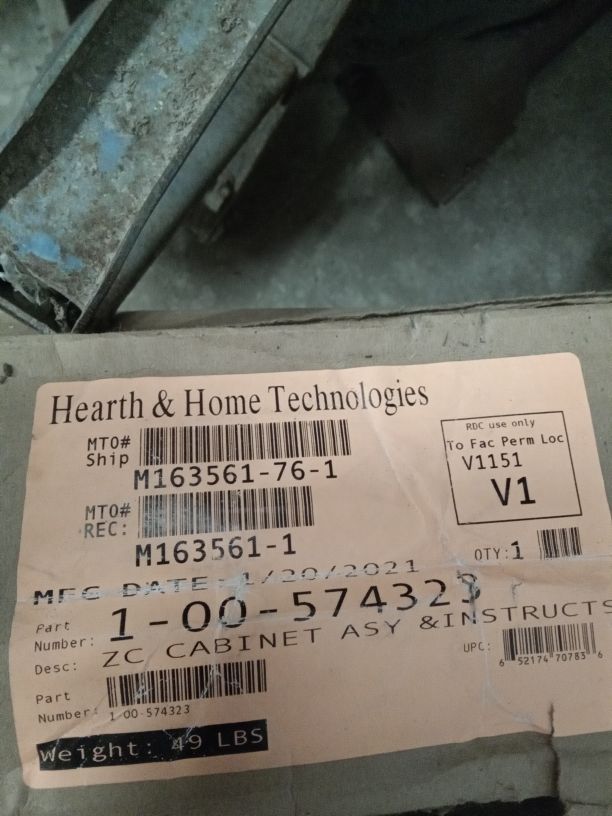 Hearth & Home Technologies
MTO#
Ship
M163561-76-1
MTO#
REC:
M163561-1
RDC use only
To Fac Perm Loc
V1151
V1
QTY:1
MFG DATE: 1/20/2021
Part
Number: 1-00-574323
Desc: ZC CABINET ASY &INSTRUCTS
UPC: 6 52174 70783 6
Part
Number: 1-00-574323
Weight: 49 LBS